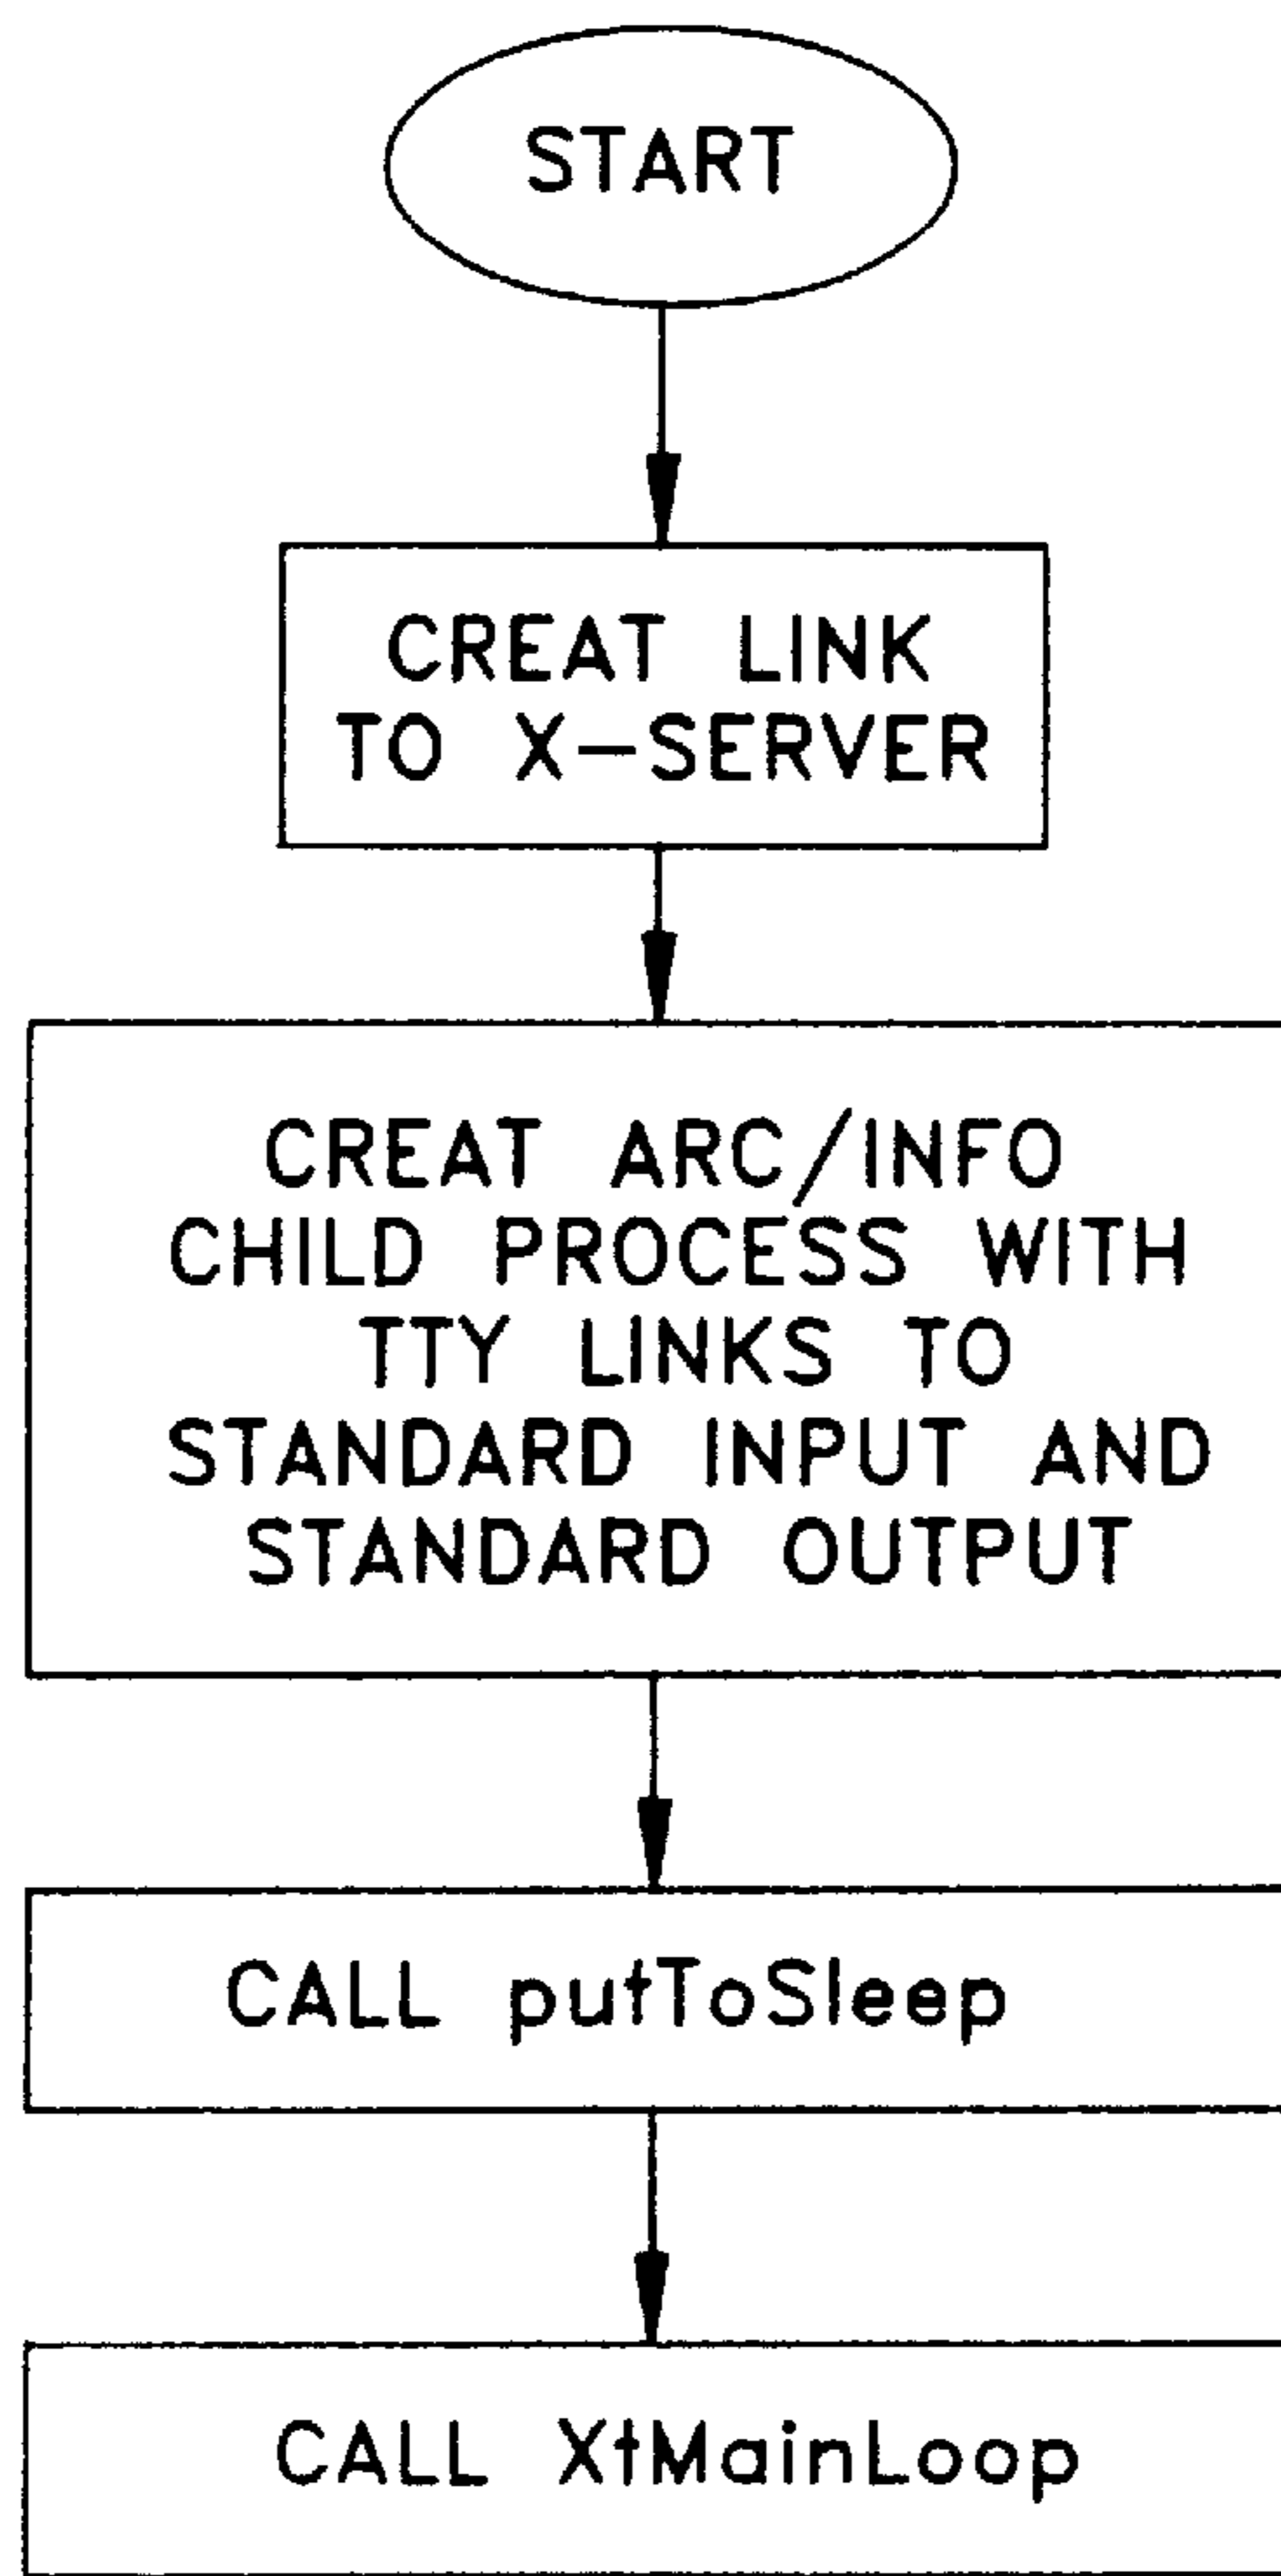 START
CREAT LINK
TO X-SERVER
CREAT ARC/INFO
CHILD PROCESS WITH
TTY LINKS TO
STANDARD INPUT AND
STANDARD OUTPUT
CALL putToSleep
CALL XtMainLoop